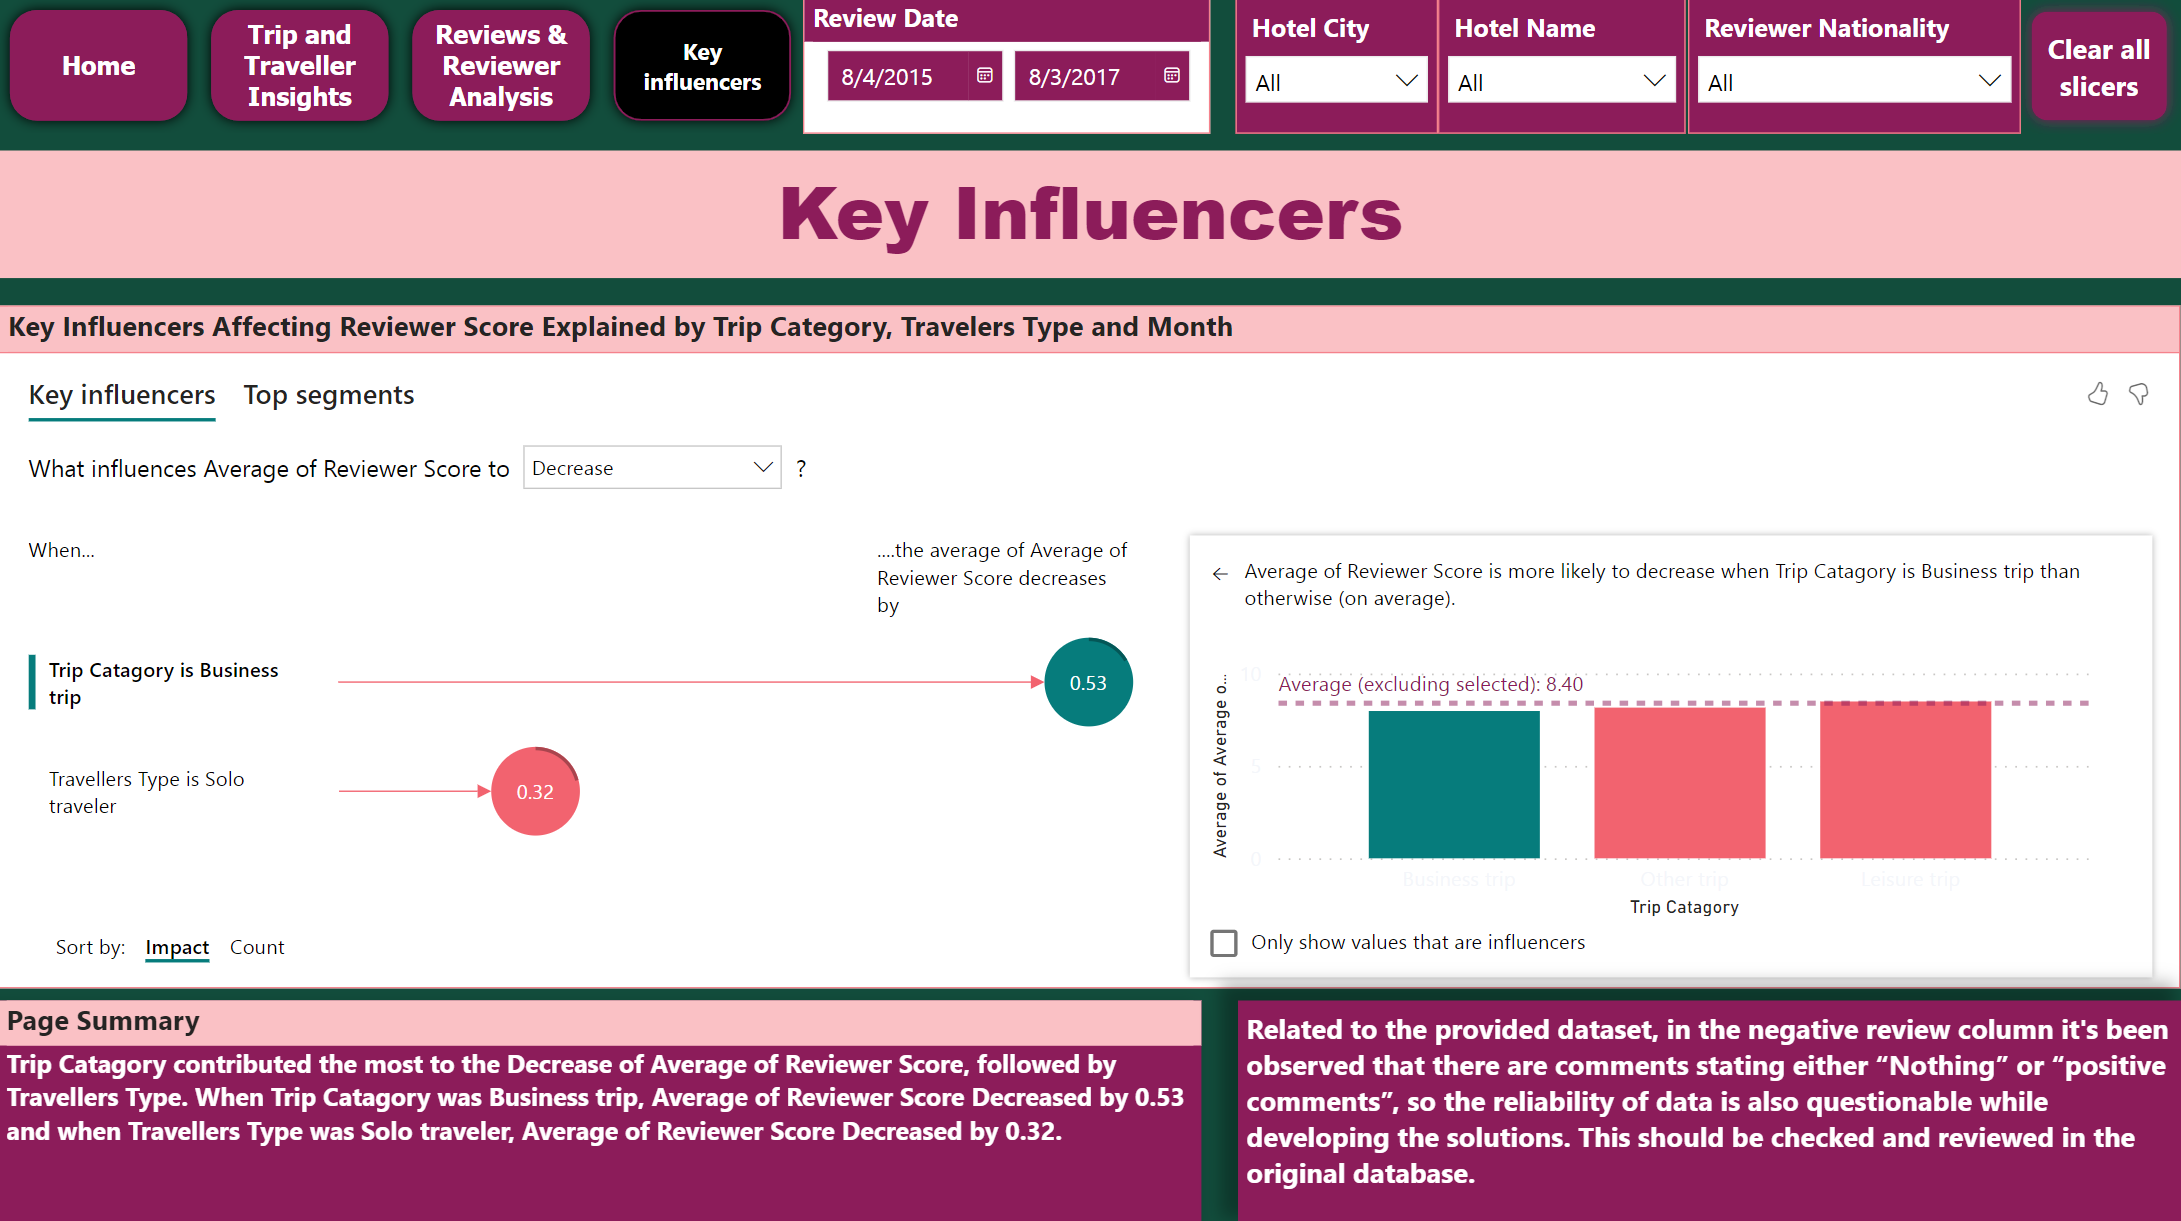 Home
Trip and
Traveller
Insights
Reviews &
Reviewer
Analysis
Key
influencers
Review Date
8/4/2015
8/3/2017
Hotel City
All
Hotel Name
All
Reviewer Nationality
All
Clear all
slicers
Key Influencers
Key Influencers Affecting Reviewer Score Explained by Trip Category, Travelers Type and Month
Key influencers
Top segments
What influences Average of Reviewer Score to
Decrease
?
When...
....the average of Average of
Reviewer Score decreases
by
Trip Catagory is Business
trip
0.53
Travellers Type is Solo
traveler
0.32
Sort by:
Impact
Count
Average of Reviewer Score is more likely to decrease when Trip Catagory is Business trip than
otherwise (on average).
Average of Average o...
10
5
0
Average (excluding selected): 8.40
Business trip
Other trip
Leisure trip
Trip Catagory
Only show values that are influencers
Page Summary
Trip Catagory contributed the most to the Decrease of Average of Reviewer Score, followed by
Travellers Type. When Trip Catagory was Business trip, Average of Reviewer Score Decreased by 0.53
and when Travellers Type was Solo traveler, Average of Reviewer Score Decreased by 0.32.
Related to the provided dataset, in the negative review column it's been
observed that there are comments stating either “Nothing” or “positive
comments”, so the reliability of data is also questionable while
developing the solutions. This should be checked and reviewed in the
original database.